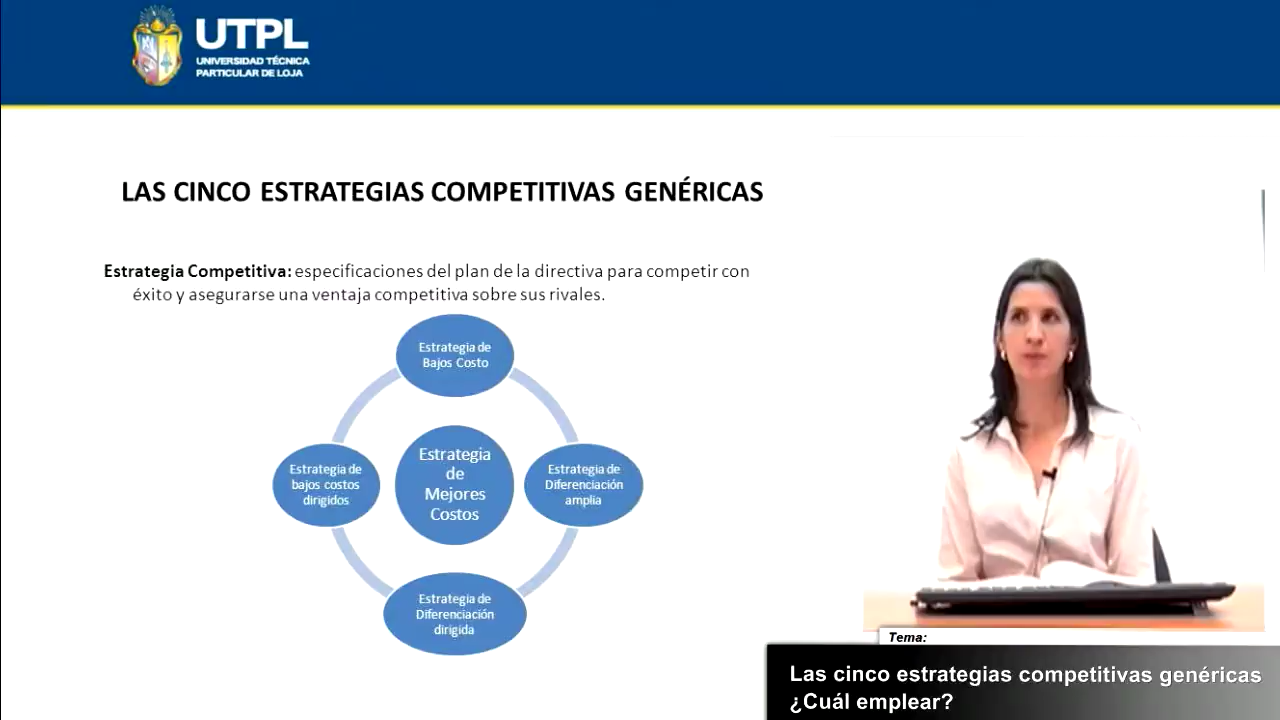 UTPL
UNIVERSIDAD TÉCNICA
PARTICULAR DE LOJA
LAS CINCO ESTRATEGIAS COMPETITIVAS GENÉRICAS
Estrategia Competitiva: especificaciones del plan de la directiva para competir con
éxito y asegurarse una ventaja competitiva sobre sus rivales.
Estrategia de
Bajos Costo
Estrategia de
bajos costos
dirigidos
Estrategia
de
Mejores
Costos
Estrategia de
Diferenciación
amplia
Estrategia de
Diferenciación
dirigida
Tema:
Las cinco estrategias competitivas genéricas
¿Cuál emplear?